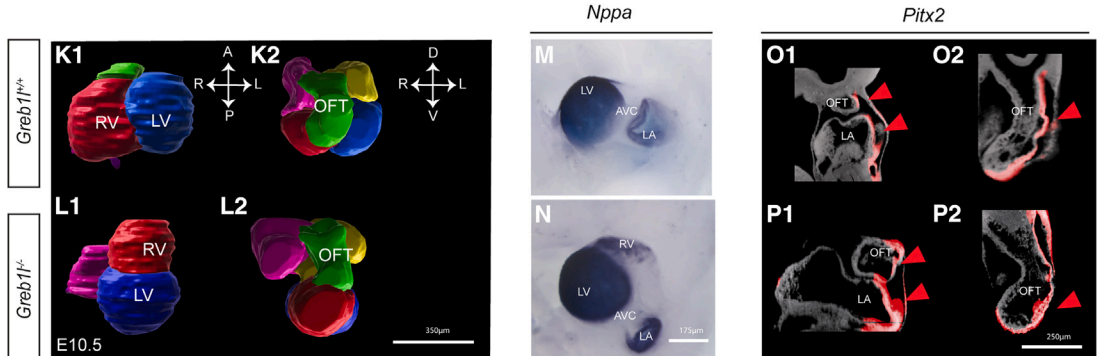 Nppa
Pitx2
Greb1l+/+
K1
A
R
L
P
RV
LV
K2
D
R
L
V
OFT
M
LV
AVC
LA
O1
OFT
LA
O2
OFT
Greb1l-/-
L1
RV
LV
E10.5
L2
OFT
350µm
N
RV
LV
AVC
LA
175µm
P1
OFT
LA
P2
OFT
250µm